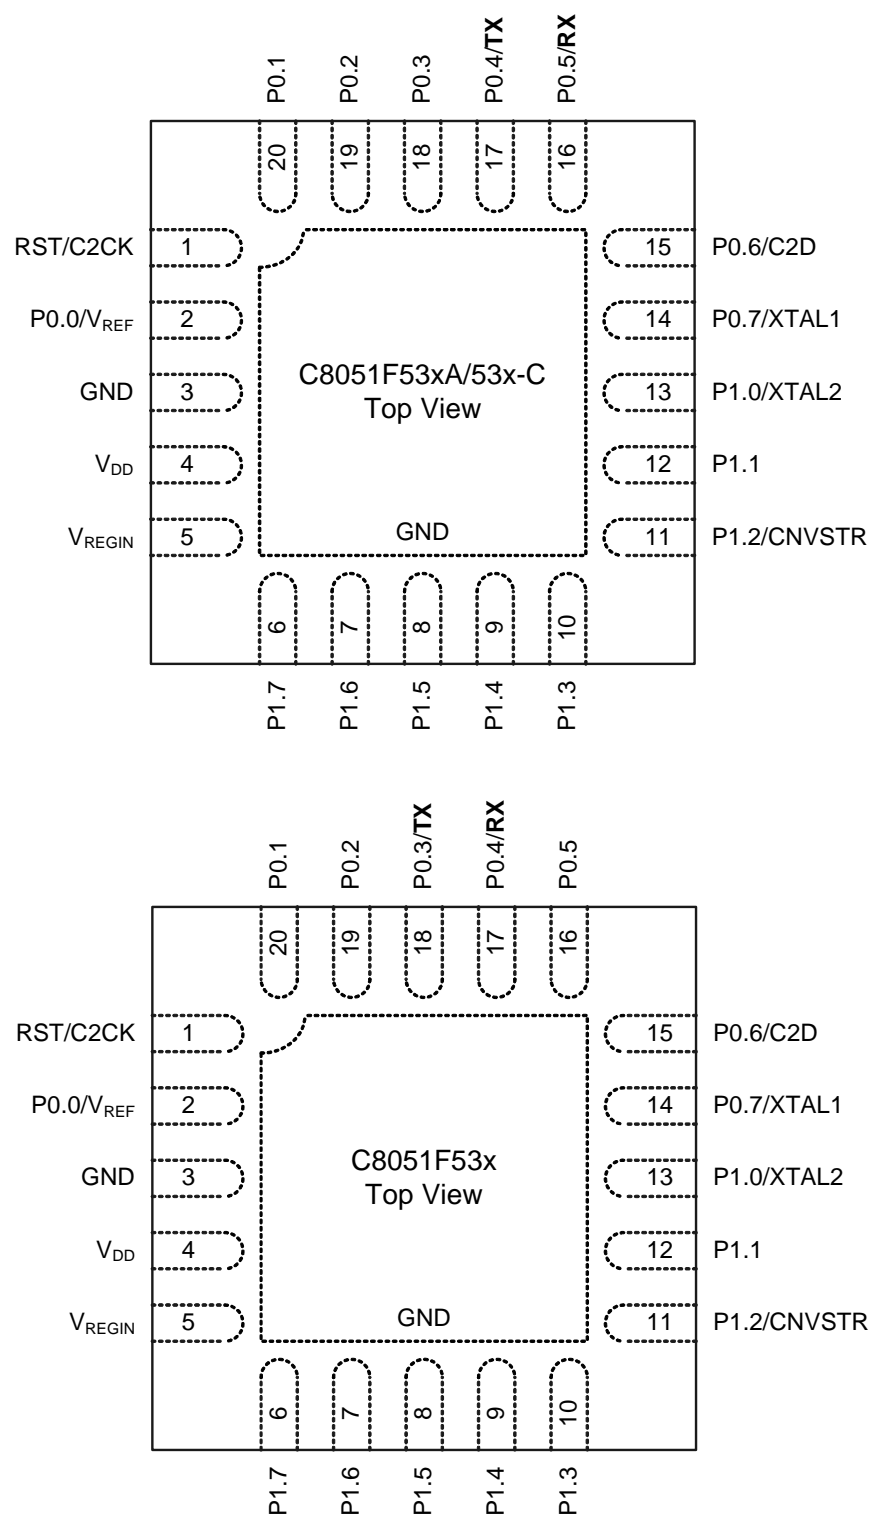 P0.1
P0.2
P0.3
P0.4/TX
P0.5/RX
20
19
18
17
16
RST/C2CK
1
15
P0.6/C2D
P0.0/VREF
2
14
P0.7/XTAL1
GND
3
13
P1.0/XTAL2
C8051F53xA/53x-C
Top View
VDD
4
12
P1.1
VREGIN
5
GND
11
P1.2/CNVSTR
6
7
8
9
10
P1.7
P1.6
P1.5
P1.4
P1.3
P0.1
P0.2
P0.3/TX
P0.4/RX
P0.5
20
19
18
17
16
RST/C2CK
1
15
P0.6/C2D
P0.0/VREF
2
14
P0.7/XTAL1
GND
3
13
P1.0/XTAL2
C8051F53x
Top View
VDD
4
12
P1.1
VREGIN
5
GND
11
P1.2/CNVSTR
6
7
8
9
10
P1.7
P1.6
P1.5
P1.4
P1.3